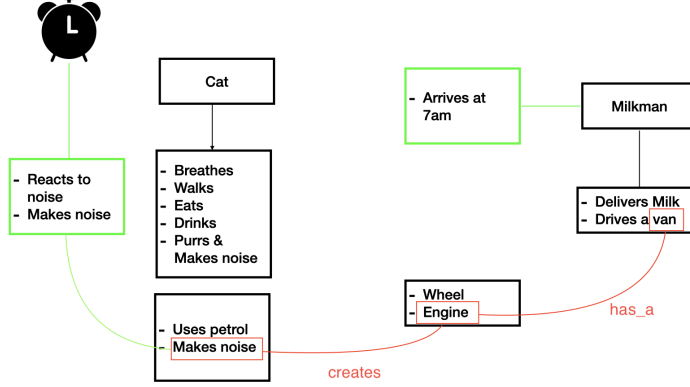 Cat
- Arrives at
7am
Milkman
- Reacts to
noise
- Makes noise
- Breathes
- Walks
- Eats
- Drinks
- Purrs &
Makes noise
- Delivers Milk
- Drives a van
- Wheel
- Engine
has_a
- Uses petrol
- Makes noise
creates